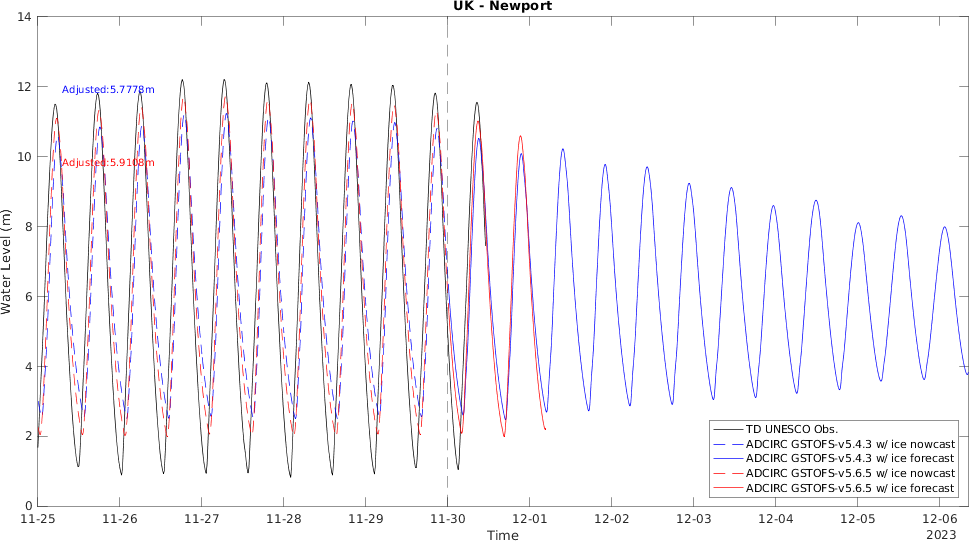 UK - Newport
14
12
10
8
6
4
2
0
Water Level (m)
Adjusted:5.7778m
Adjusted:5.9108m
TD UNESCO Obs.
ADCIRC GSTOFS-v5.4.3 w/ ice nowcast
ADCIRC GSTOFS-v5.4.3 w/ ice forecast
ADCIRC GSTOFS-v5.6.5 w/ ice nowcast
ADCIRC GSTOFS-v5.6.5 w/ ice forecast
11-25 11-26 11-27 11-28 11-29 11-30 12-01 12-02 12-03 12-04 12-05 12-06
Time
2023